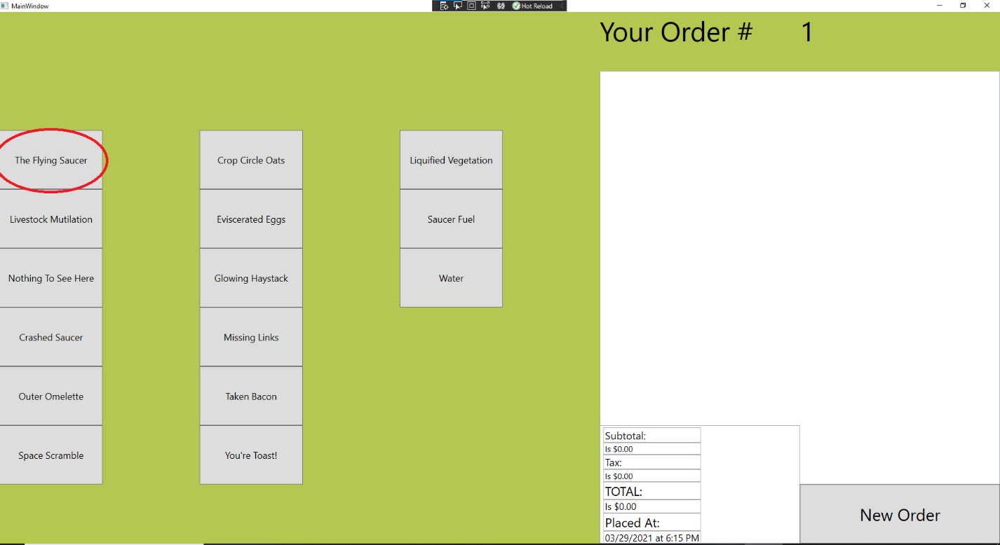 MainWindow
Hot Reload
Your Order # 1
The Flying Saucer
Crop Circle Oats
Liquified Vegetation
Livestock Mutilation
Eviscerated Eggs
Saucer Fuel
Nothing To See Here
Glowing Haystack
Water
Crashed Saucer
Missing Links
Outer Omelette
Taken Bacon
Space Scramble
You're Toast!
Subtotal:
Is $0.00
Tax:
Is $0.00
TOTAL:
Is $0.00
Placed At:
03/29/2021 at 6:15 PM
New Order